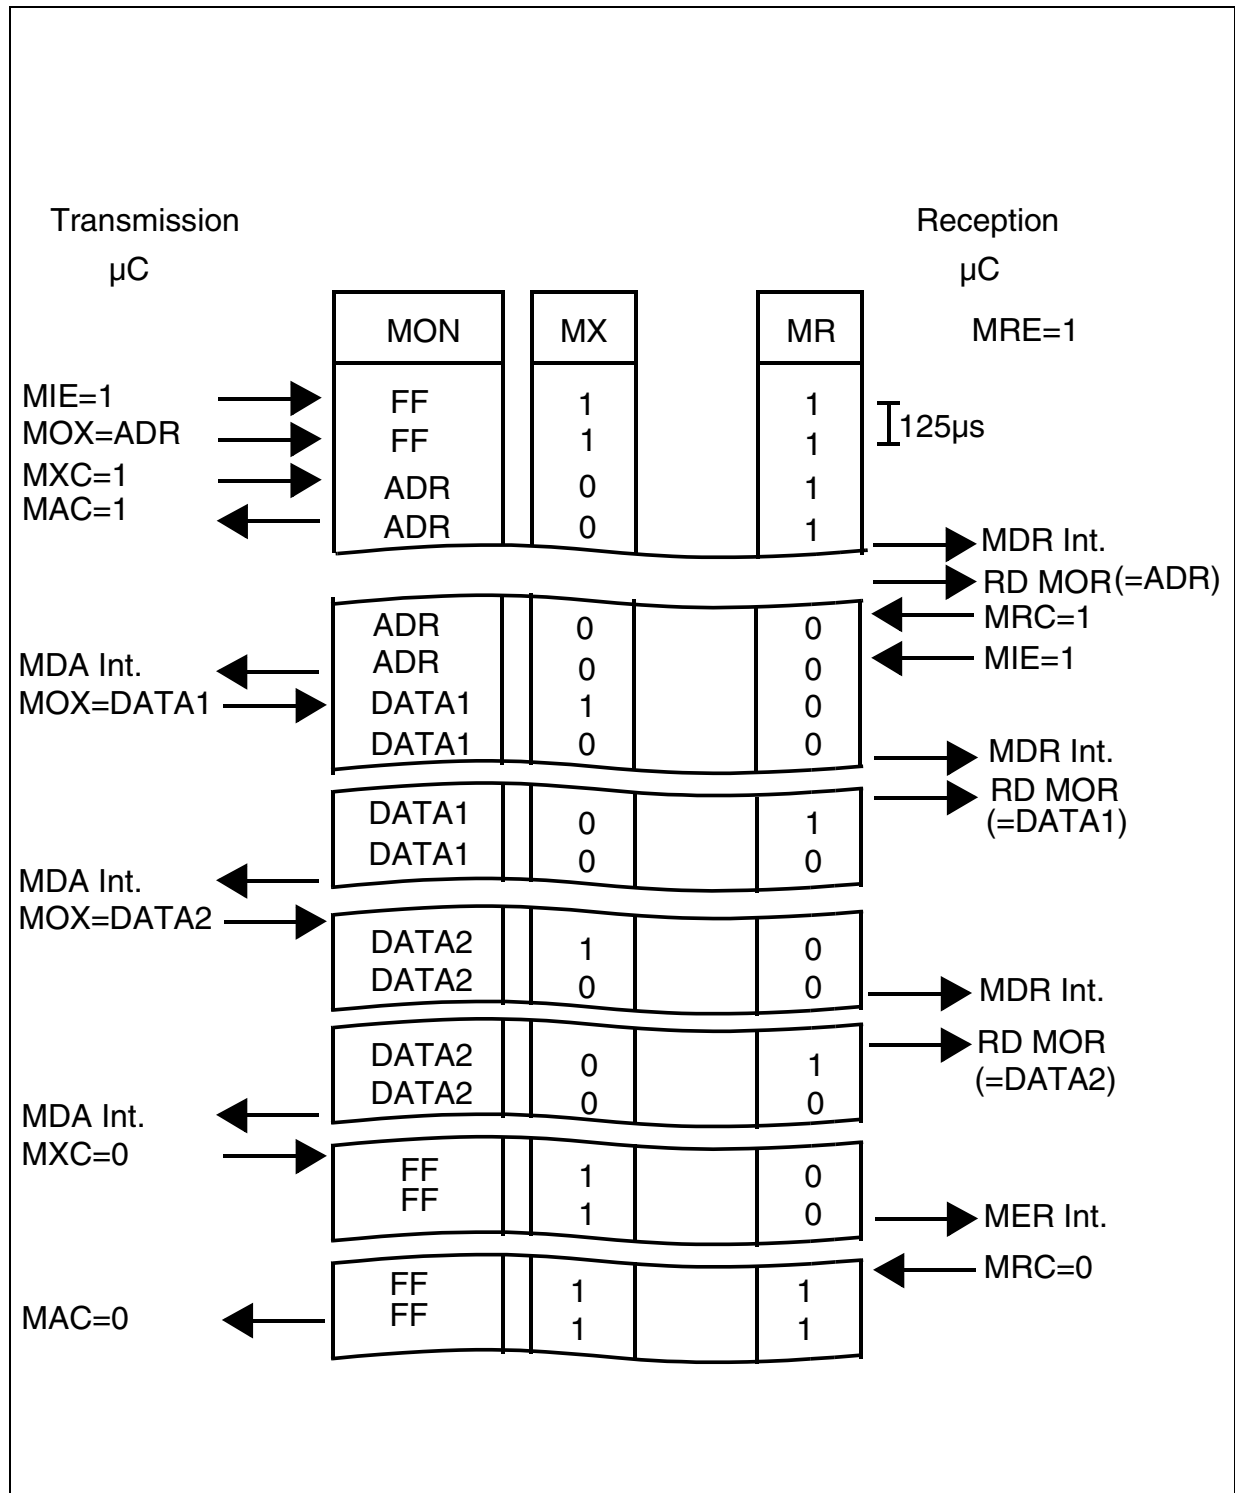 Transmission Reception
µC µC
MON MX MR MRE=1
MIE=1 FF 1 1
125µs
MOX=ADR FF 1 1
MXC=1 ADR 0 1
MAC=1 ADR 0 1
MDR Int.
RD MOR(=ADR)
MRC=1
ADR 0 0
MDA Int. ADR 0 0 MIE=1
MOX=DATA1 DATA1 1 0
DATA1 0 0 MDR Int.
RD MOR
DATA1 0 1 (=DATA1)
DATA1 0 0
MDA Int.
MOX=DATA2
DATA2 1 0
DATA2 0 0 MDR Int.
RD MOR
DATA2 0 1
(=DATA2)
DATA2 0 0
MDA Int.
MXC=0
FF 1 0
FF 1 0 MER Int.
MRC=0
FF 1 1
MAC=0 FF 1 1